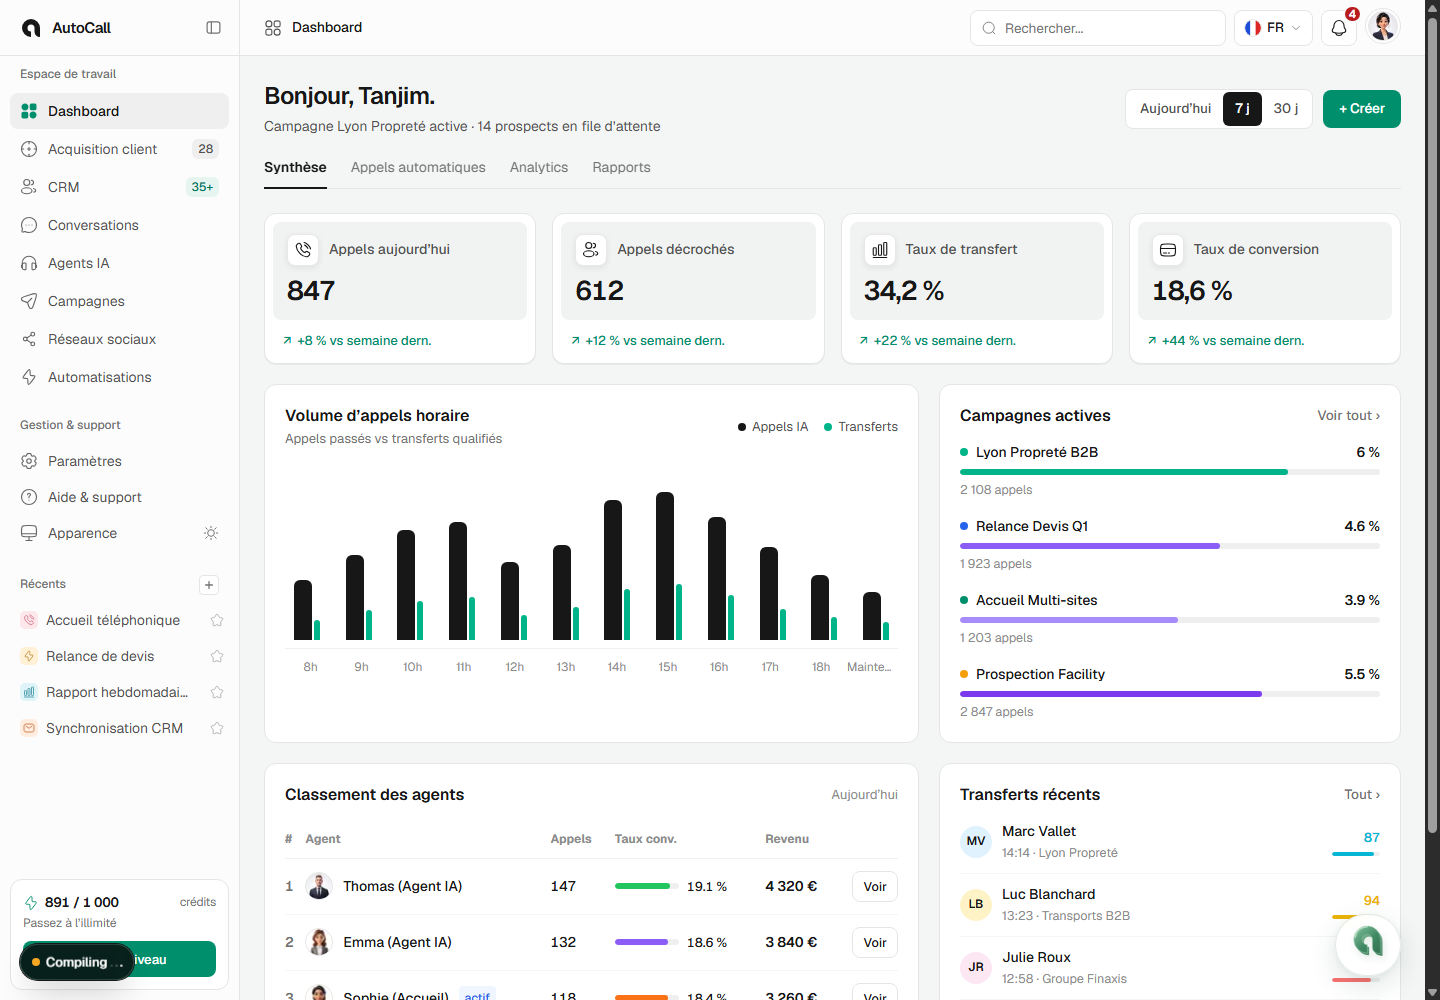 AutoCall
Dashboard
Rechercher...
FR
4
Espace de travail
Dashboard
Acquisition client
28
CRM
35+
Conversations
Agents IA
Campagnes
Réseaux sociaux
Automatisations
Gestion & support
Paramètres
Aide & support
Apparence
Récents
+
Accueil téléphonique
Relance de devis
Rapport hebdomadai...
Synchronisation CRM
891 / 1 000
crédits
Passez à l'illimité
Compiling ...
iveau
Bonjour, Tanjim.
Campagne Lyon Propreté active · 14 prospects en file d'attente
Aujourd'hui
7 j
30 j
+ Créer
Synthèse
Appels automatiques
Analytics
Rapports
Appels aujourd'hui
847
+8 % vs semaine dern.
Appels décrochés
612
+12 % vs semaine dern.
Taux de transfert
34,2 %
+22 % vs semaine dern.
Taux de conversion
18,6 %
+44 % vs semaine dern.
Volume d'appels horaire
Appels passés vs transferts qualifiés
Appels IA
Transferts
8h
9h
10h
11h
12h
13h
14h
15h
16h
17h
18h
Mainte...
Campagnes actives
Voir tout ›
Lyon Propreté B2B
6 %
2 108 appels
Relance Devis Q1
4.6 %
1 923 appels
Accueil Multi-sites
3.9 %
1 203 appels
Prospection Facility
5.5 %
2 847 appels
Classement des agents
Aujourd'hui
#
Agent
Appels
Taux conv.
Revenu
1
Thomas (Agent IA)
147
19.1 %
4 320 €
Voir
2
Emma (Agent IA)
132
18.6 %
3 840 €
Voir
3
Sophie (Accueil)
actif
118
18.4 %
3 260 €
Voir
Transferts récents
Tout ›
MV
Marc Vallet
14:14 · Lyon Propreté
87
LB
Luc Blanchard
13:23 · Transports B2B
94
JR
Julie Roux
12:58 · Groupe Finaxis